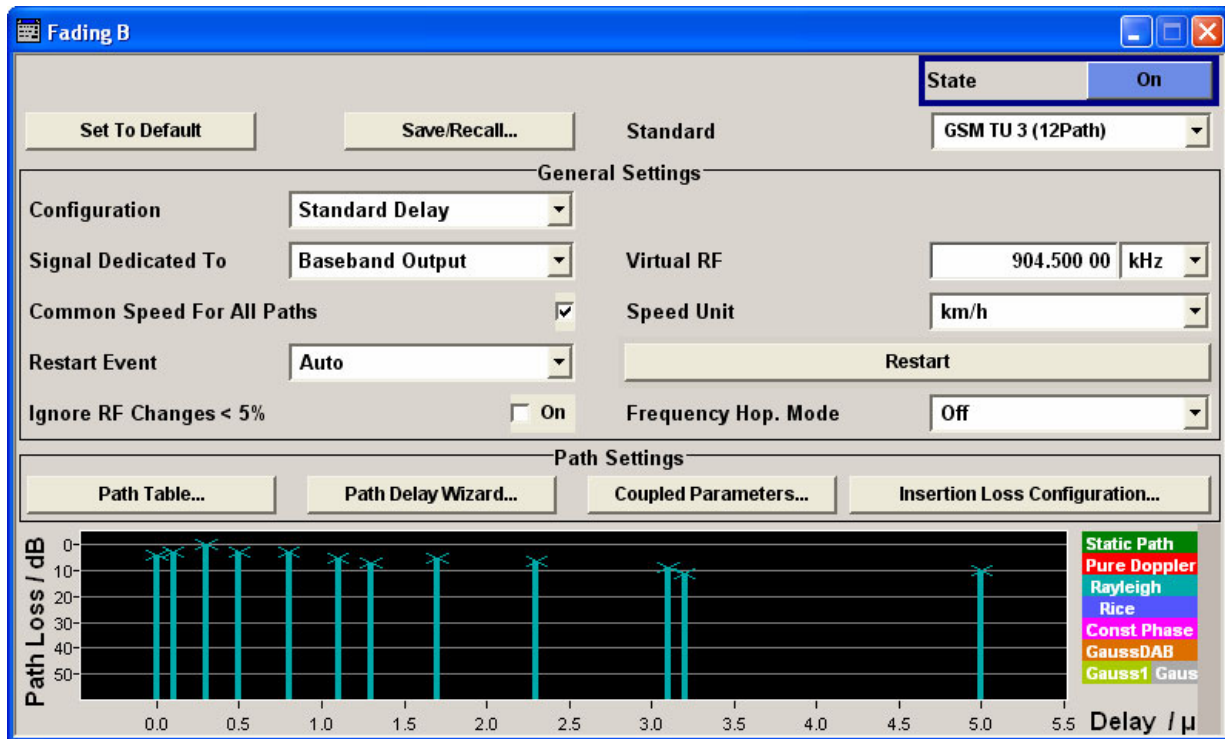 Fading B
State On
Set To Default Save/Recall... Standard GSM TU 3 (12Path)
General Settings
Configuration Standard Delay
Signal Dedicated To Baseband Output Virtual RF 904.500 00 kHz
Common Speed For All Paths Speed Unit km/h
Restart Event Auto Restart
Ignore RF Changes < 5% On Frequency Hop. Mode Off
Path Settings
Path Table... Path Delay Wizard... Coupled Parameters... Insertion Loss Configuration...
Path Loss / dB
0-
10-
20-
30-
40-
50-
Static Path
Pure Doppler
Rayleigh
Rice
Const Phase
GaussDAB
Gauss1 Gaus
0.0 0.5 1.0 1.5 2.0 2.5 3.0 3.5 4.0 4.5 5.0 5.5 Delay / µ